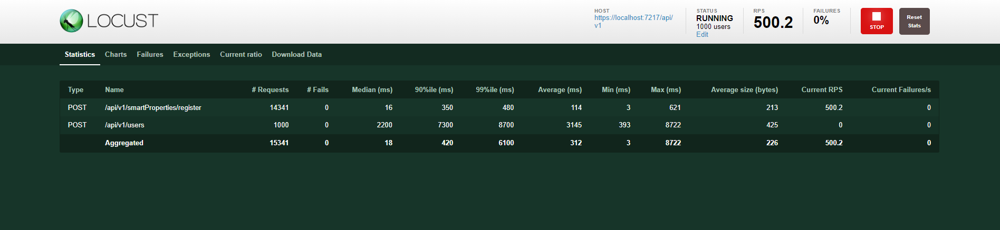 LOCUST
HOST
https://localhost:7217/api/
v1
STATUS
RUNNING
1000 users
Edit
RPS
500.2
FAILURES
0%
STOP
Reset
Stats
Statistics Charts Failures Exceptions Current ratio Download Data
Type Name # Requests # Fails Median (ms) 90%ile (ms) 99%ile (ms) Average (ms) Min (ms) Max (ms) Average size (bytes) Current RPS Current Failures/s
POST /api/v1/smartProperties/register 14341 0 16 350 480 114 3 621 213 500.2 0
POST /api/v1/users 1000 0 2200 7300 8700 3145 393 8722 425 0 0
Aggregated 15341 0 18 420 6100 312 3 8722 226 500.2 0